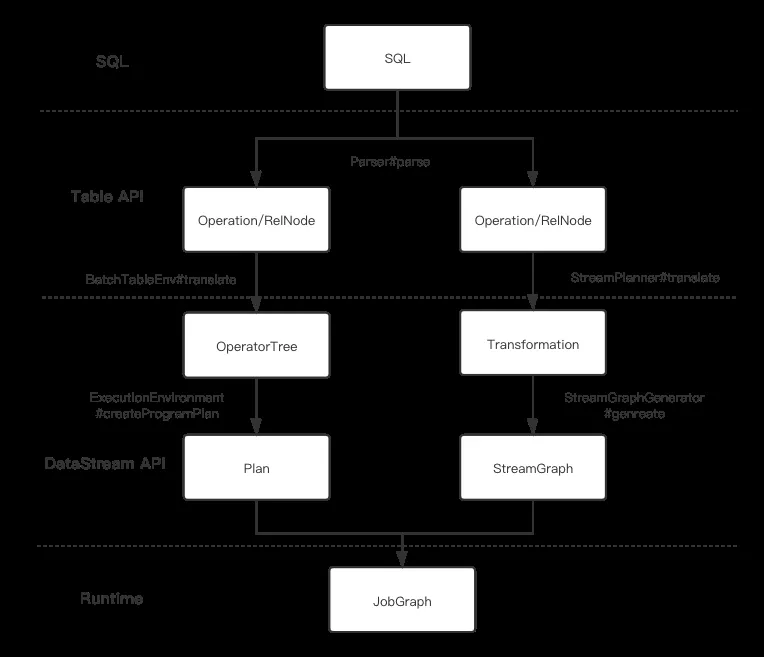 SQL
SQL
Parser#parse
Table API
Operation/RelNode
Operation/RelNode
BatchTableEnv#translate
StreamPlanner#translate
OperatorTree
Transformation
ExecutionEnvironment
#createProgramPlan
StreamGraphGenerator
#genreate
DataStream API
Plan
StreamGraph
Runtime
JobGraph